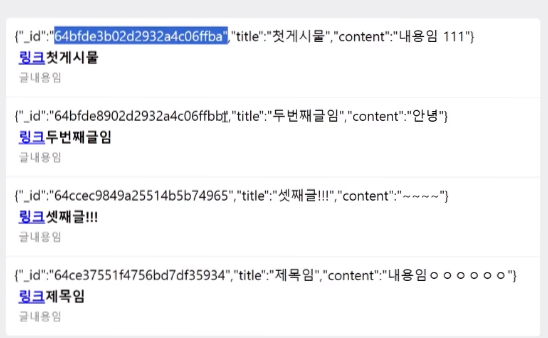 {"_id":"64bfde3b02d2932a4c06ffba","title":"첫게시물","content":"내용임 111"}
링크첫게시물
글내용임
{"_id":"64bfde8902d2932a4c06ffbb","title":"두번째글임","content":"안녕"}
링크두번째글임
글내용임
{"_id":"64ccec9849a25514b5b74965","title":"셋째글!!!","content":"~~~~"}
링크셋째글!!!
글내용임
{"_id":"64ce37551f4756bd7df35934","title":"제목임","content":"내용임ㅇㅇㅇㅇㅇㅇ"}
링크제목임
글내용임